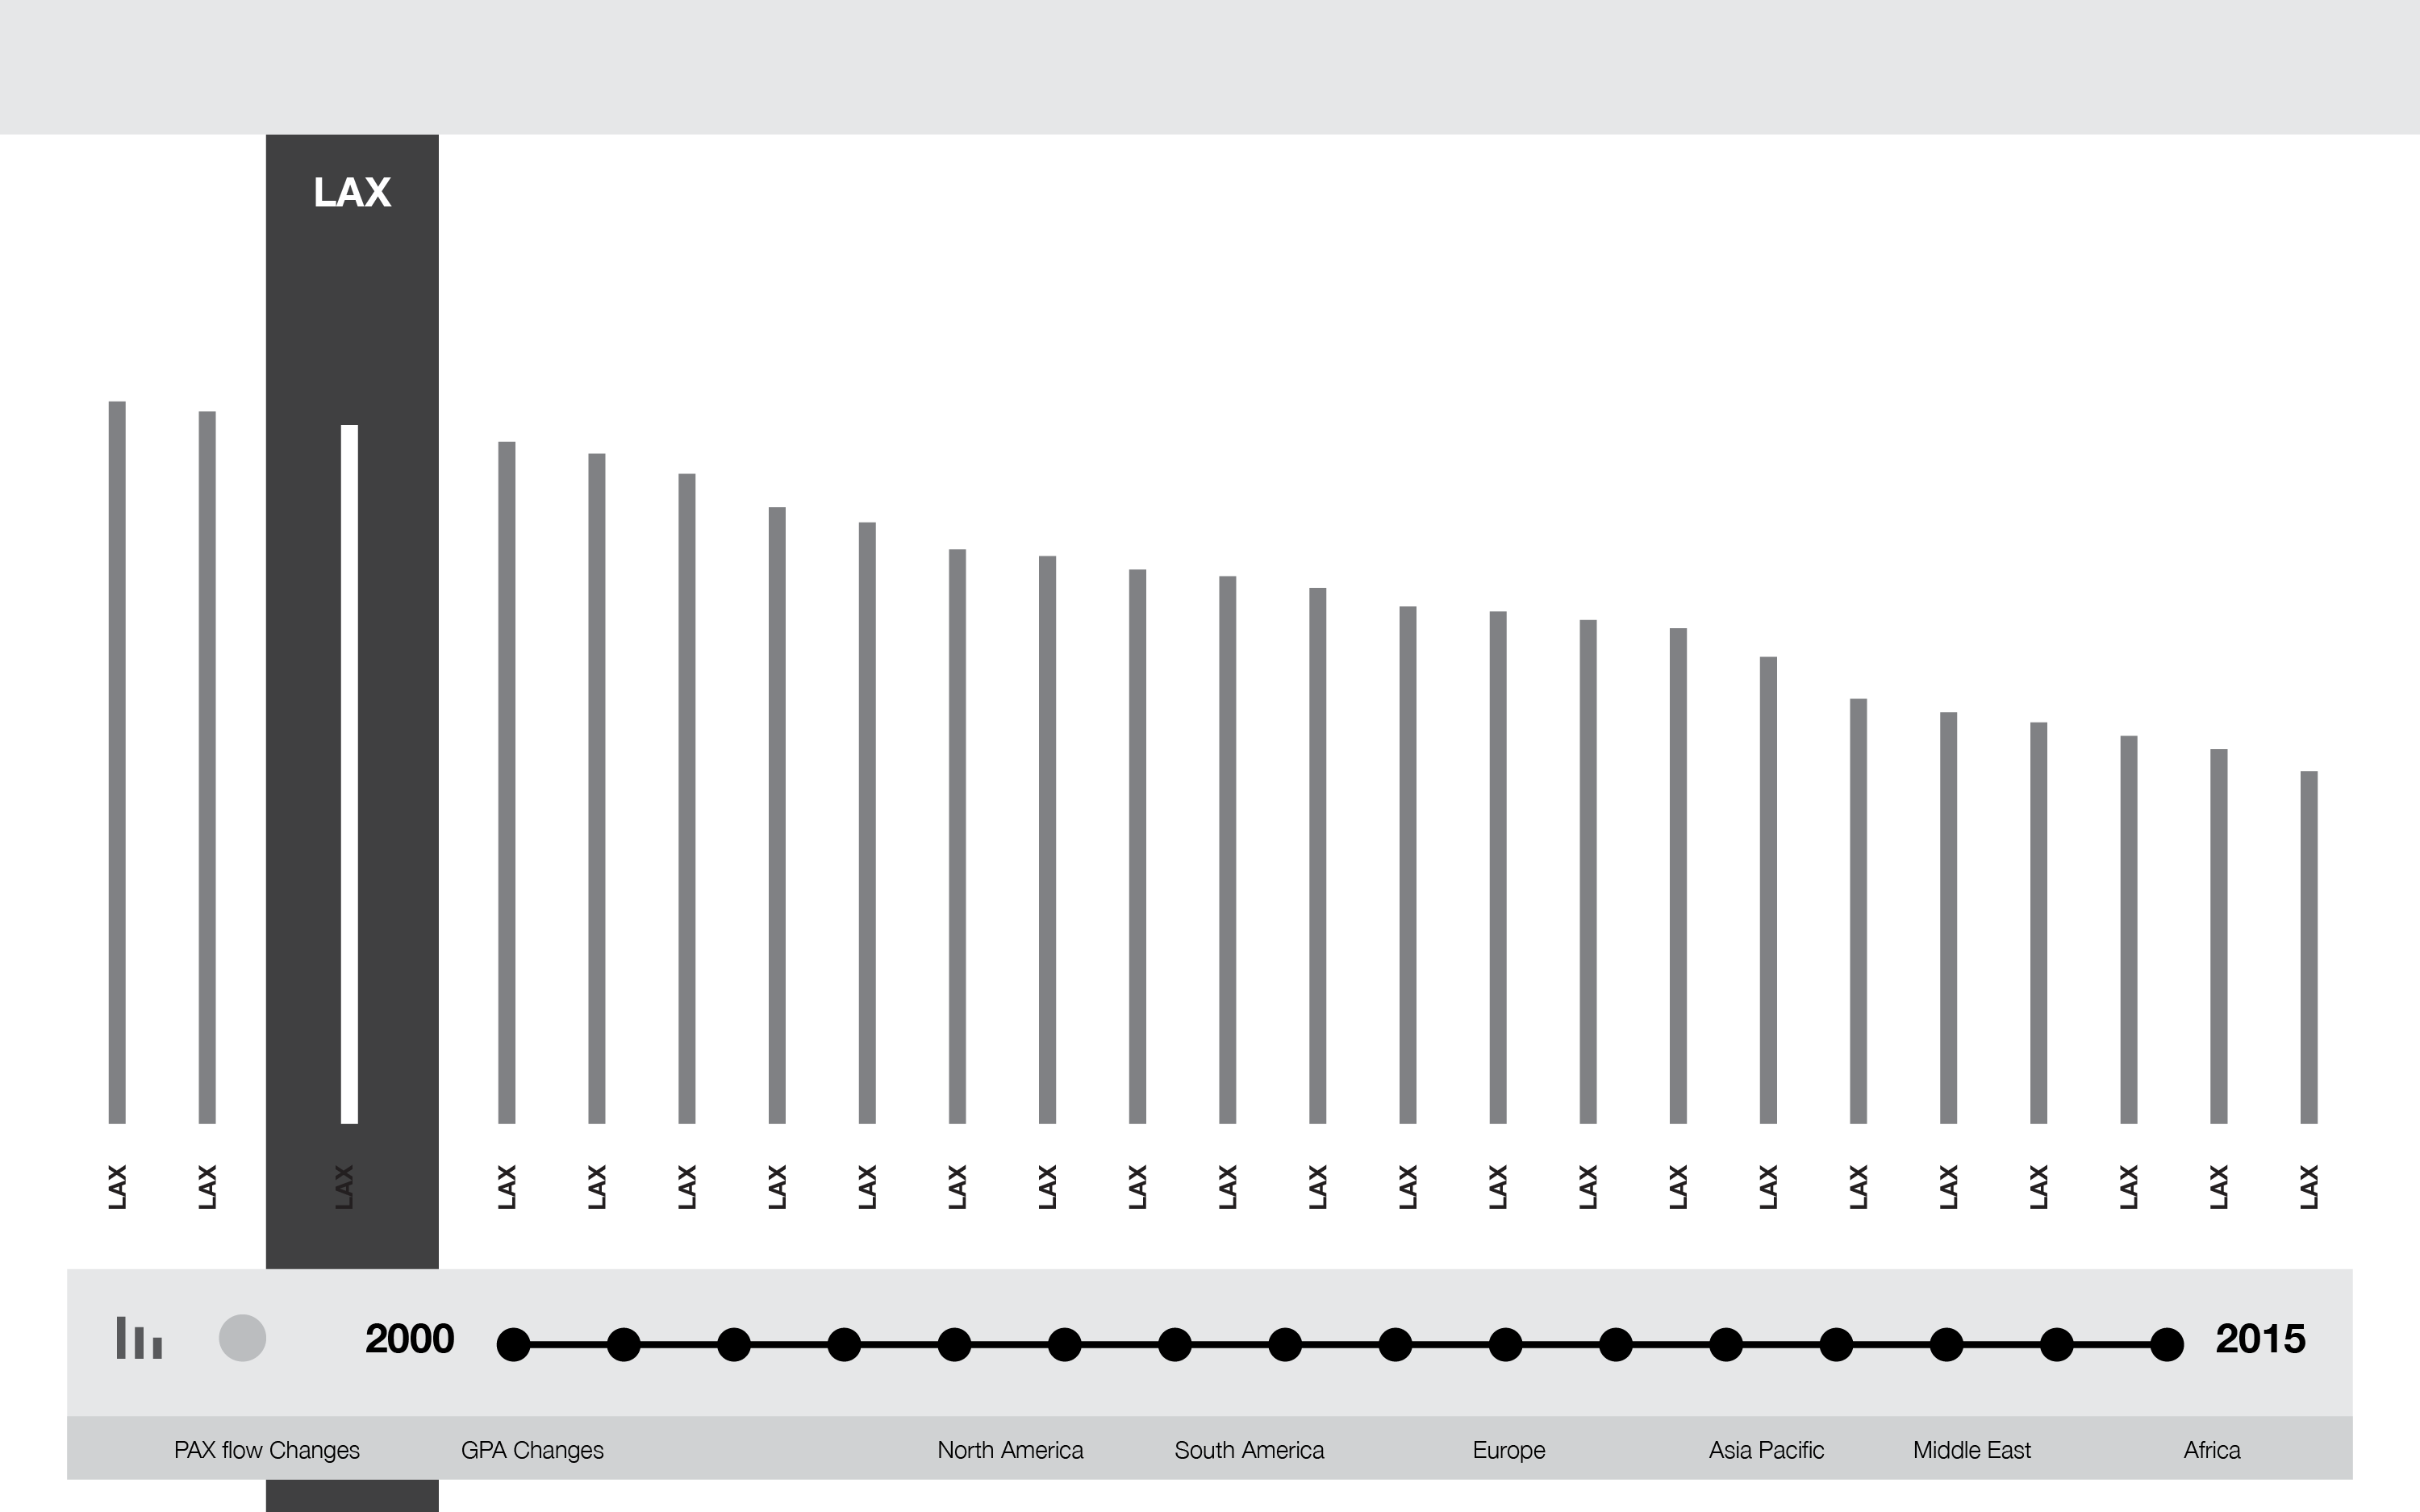 LAX
LAX LAX LAX LAX LAX LAX LAX LAX LAX LAX LAX LAX LAX LAX LAX LAX LAX LAX LAX LAX LAX LAX LAX LAX
2000 2015
PAX flow Changes GPA Changes North America South America Europe Asia Pacific Middle East Africa